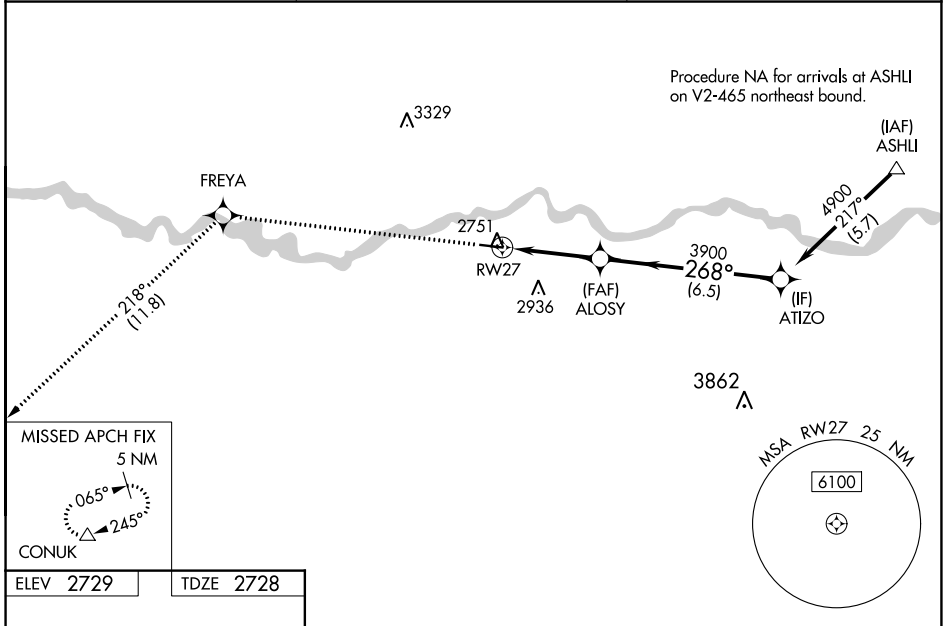 Procedure NA for arrivals at ASHLI
on V2-465 northeast bound.
3329
(IAF)
ASHLI
FREYA
4900
217°
(5.7)
2751
RW27
3900
268°
(6.5)
2936
(FAF)
ALOSY
(IF)
ATIZO
218°
(11.8)
3862
MISSED APCH FIX
5 NM
065°
245°
CONUK
MSA RW27 25 NM
6100
ELEV 2729
TDZE 2728